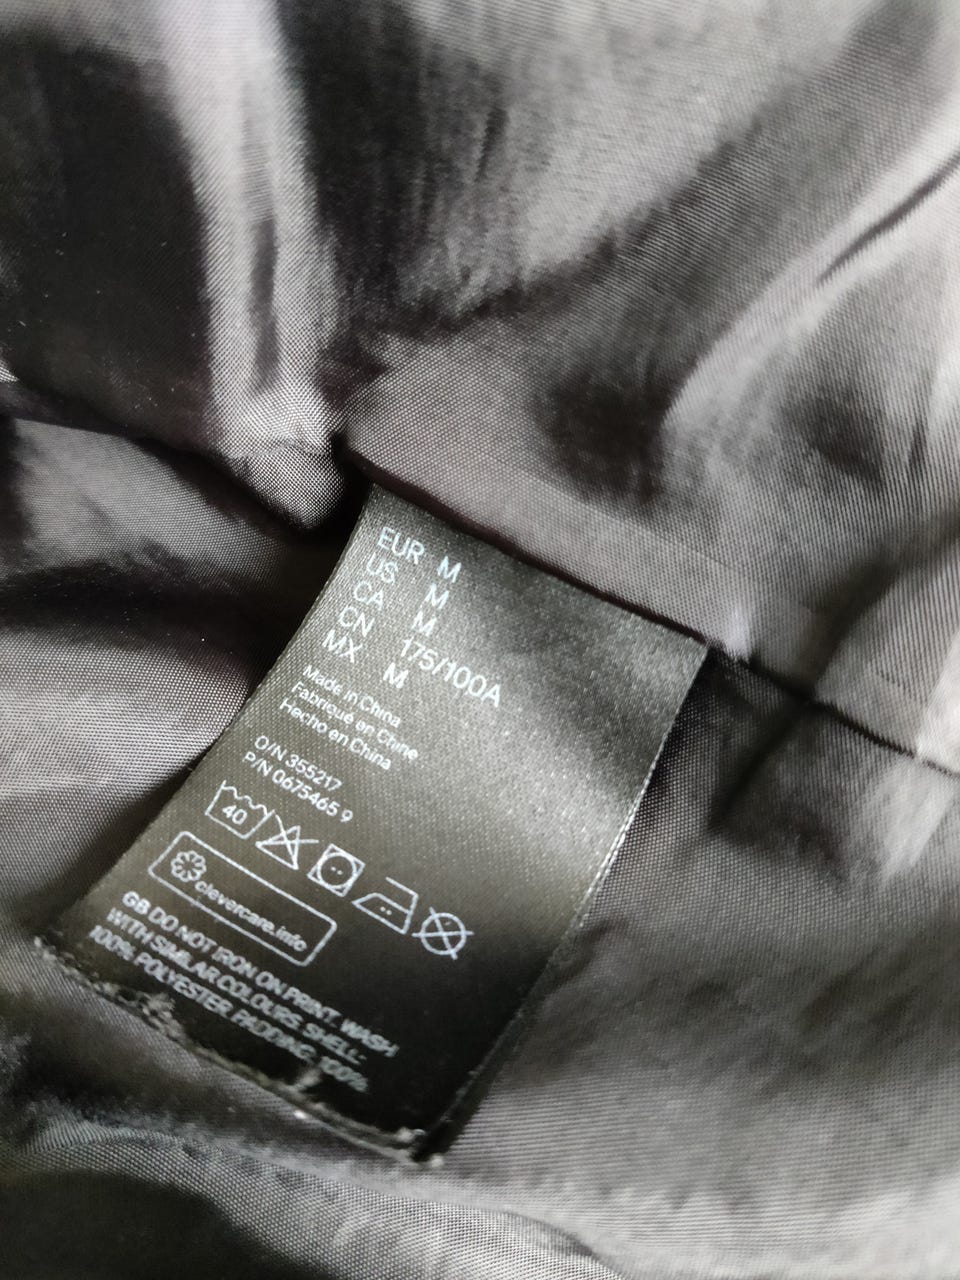 EUR M
US M
CA M
CN 175/100A
MX M
Made in China
Fabriqué en Chine
Hecho en China
O/N 355217
P/N 0675465 9
40
clevercare.info
GB DO NOT IRON ON PRINT. WASH
WITH SIMILAR COLOURS. SHELL:
100% POLYESTER. PADDING: 100%